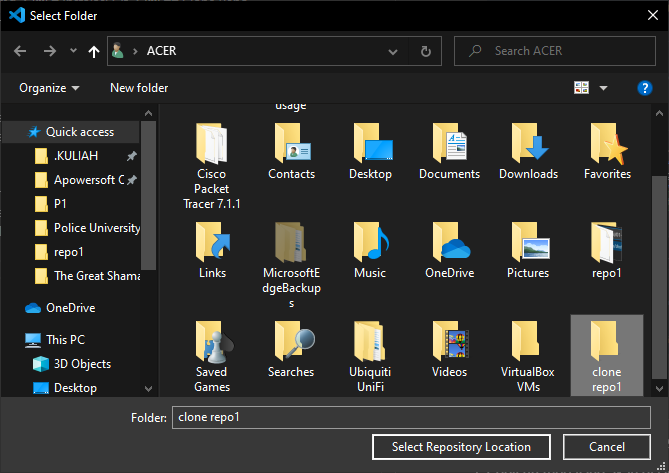 Select Folder
ACER
Search ACER
Organize
New folder
usage
Quick access
.KULIAH
Apowersoft C
P1
Police University
repo1
The Great Shama
OneDrive
This PC
3D Objects
Desktop
Cisco
Packet
Tracer 7.1.1
Contacts
Desktop
Documents
Downloads
Favorites
Links
MicrosoftE
dgeBackup
s
Music
OneDrive
Pictures
repo1
Saved
Games
Searches
Ubiquiti
UniFi
Videos
VirtualBox
VMs
clone
repo1
Folder:
clone repo1
Select Repository Location
Cancel